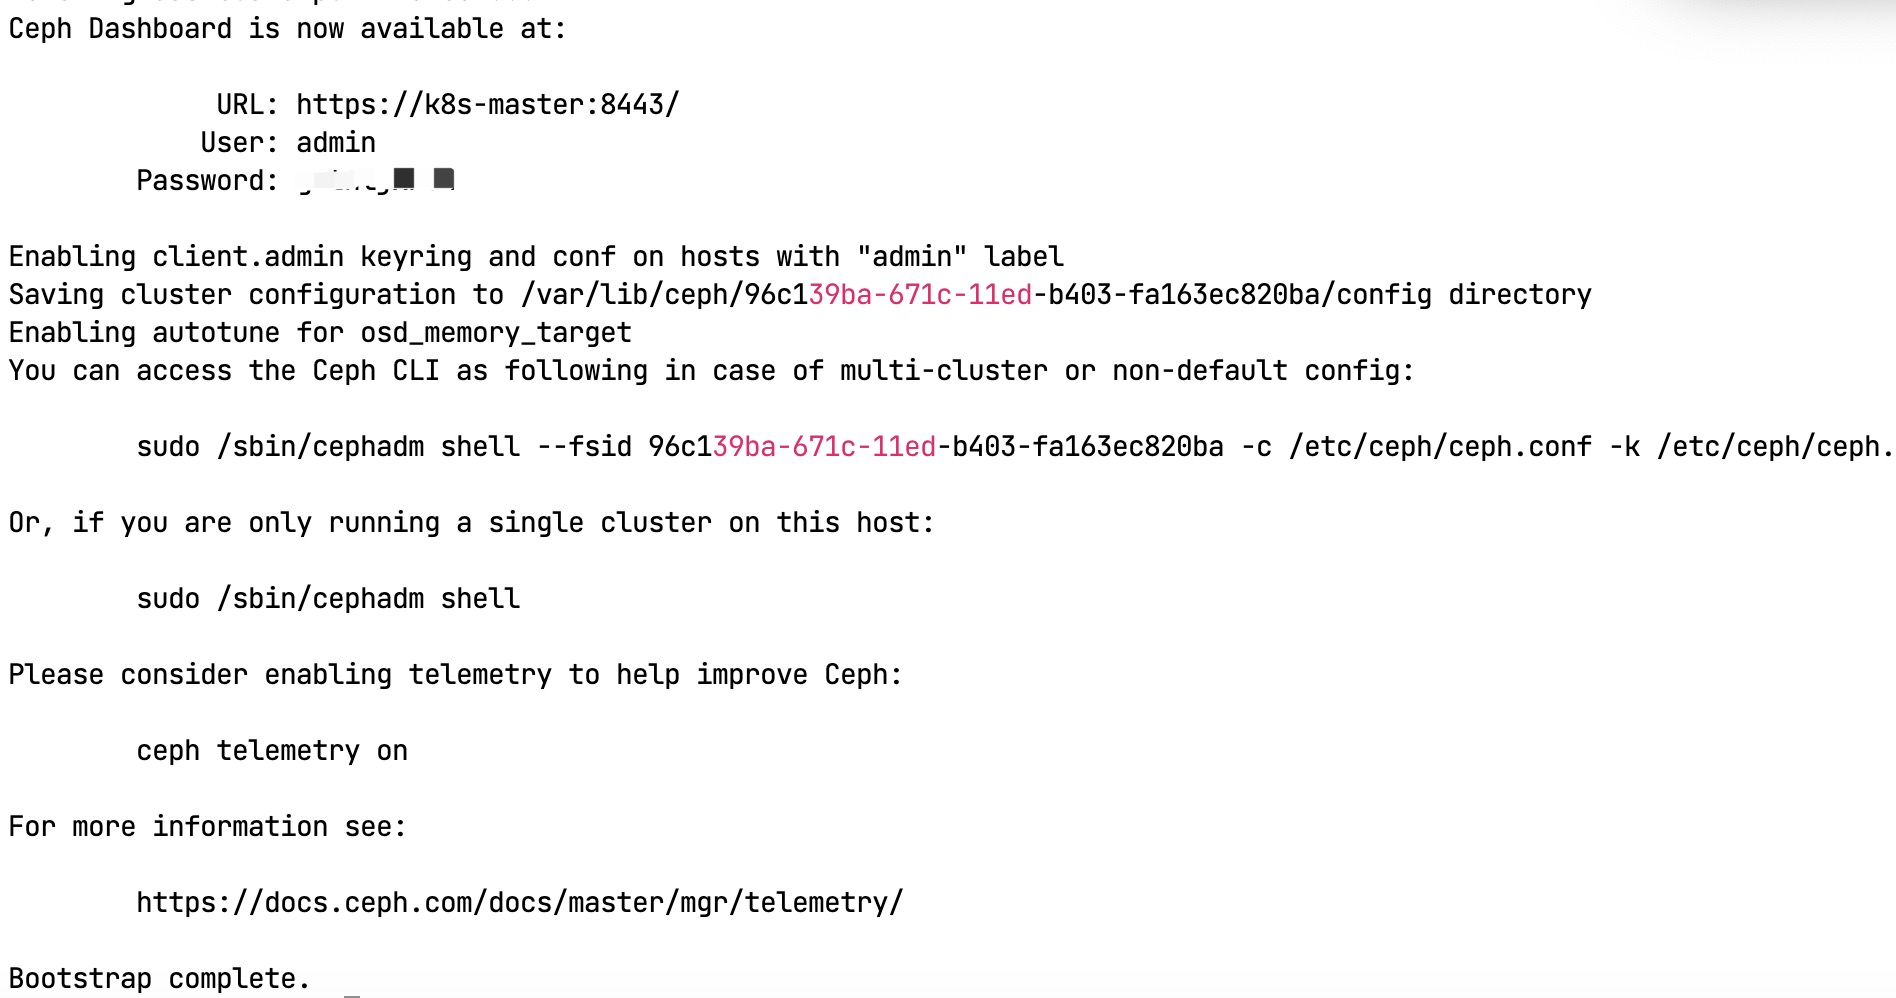 Ceph Dashboard is now available at:
URL: https://k8s-master:8443/
User: admin
Password:
Enabling client.admin keyring and conf on hosts with "admin" label
Saving cluster configuration to /var/lib/ceph/96c139ba-671c-11ed-b403-fa163ec820ba/config directory
Enabling autotune for osd_memory_target
You can access the Ceph CLI as following in case of multi-cluster or non-default config:
sudo /sbin/cephadm shell --fsid 96c139ba-671c-11ed-b403-fa163ec820ba -c /etc/ceph/ceph.conf -k /etc/ceph/ceph.
Or, if you are only running a single cluster on this host:
sudo /sbin/cephadm shell
Please consider enabling telemetry to help improve Ceph:
ceph telemetry on
For more information see:
https://docs.ceph.com/docs/master/mgr/telemetry/
Bootstrap complete.